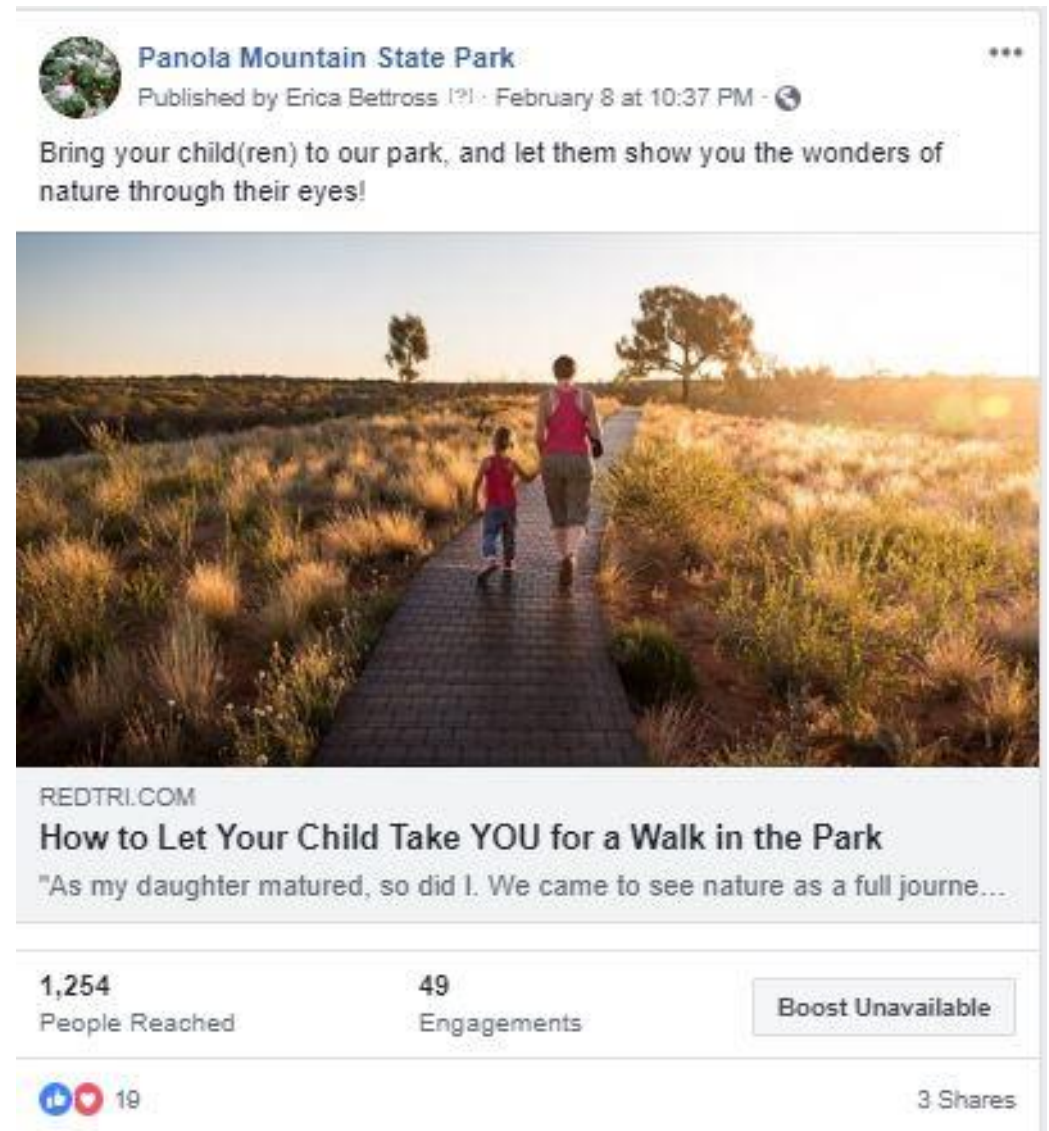 Panola Mountain State Park
Published by Erica Bettross [?] · February 8 at 10:37 PM ·
Bring your child(ren) to our park, and let them show you the wonders of
nature through their eyes!
REDTRI.COM
How to Let Your Child Take YOU for a Walk in the Park
"As my daughter matured, so did I. We came to see nature as a full journe...
1,254
People Reached
49
Engagements
Boost Unavailable
19
3 Shares